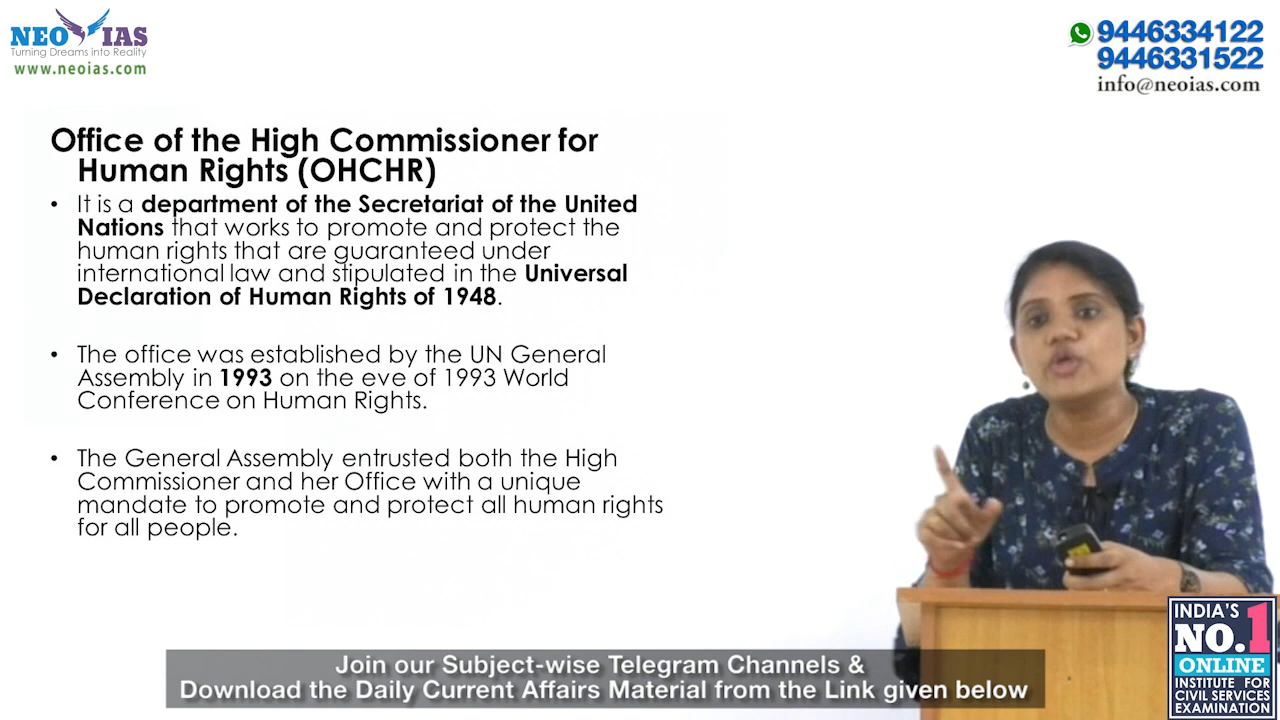 NEO IAS
Turning Dreams into Reality
www.neoias.com
9446334122
9446331522
info@neoias.com
Office of the High Commissioner for
Human Rights (OHCHR)
• It is a department of the Secretariat of the United
Nations that works to promote and protect the
human rights that are guaranteed under
international law and stipulated in the Universal
Declaration of Human Rights of 1948.
• The office was established by the UN General
Assembly in 1993 on the eve of 1993 World
Conference on Human Rights.
• The General Assembly entrusted both the High
Commissioner and her Office with a unique
mandate to promote and protect all human rights
for all people.
INDIA'S
NO.1
ONLINE
INSTITUTE FOR
CIVIL SERVICES
EXAMINATION
Join our Subject-wise Telegram Channels &
Download the Daily Current Affairs Material from the Link given below